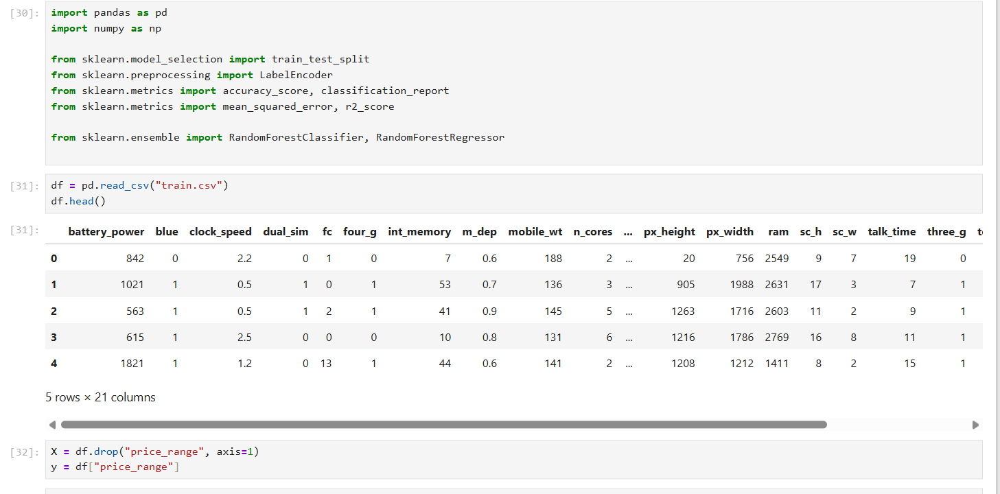 [30]: import pandas as pd
import numpy as np
from sklearn.model_selection import train_test_split
from sklearn.preprocessing import LabelEncoder
from sklearn.metrics import accuracy_score, classification_report
from sklearn.metrics import mean_squared_error, r2_score
from sklearn.ensemble import RandomForestClassifier, RandomForestRegressor
[31]: df = pd.read_csv("train.csv")
df.head()
[31]: battery_power blue clock_speed dual_sim fc four_g int_memory m_dep mobile_wt n_cores ... px_height px_width ram sc_h sc_w talk_time three_g
0 842 0 2.2 0 1 0 7 0.6 188 2 ... 20 756 2549 9 7 19 0
1 1021 1 0.5 1 0 1 53 0.7 136 3 ... 905 1988 2631 17 3 7 1
2 563 1 0.5 1 2 1 41 0.9 145 5 ... 1263 1716 2603 11 2 9 1
3 615 1 2.5 0 0 0 10 0.8 131 6 ... 1216 1786 2769 16 8 11 1
4 1821 1 1.2 0 13 1 44 0.6 141 2 ... 1208 1212 1411 8 2 15 1
5 rows × 21 columns
[32]: X = df.drop("price_range", axis=1)
y = df["price_range"]